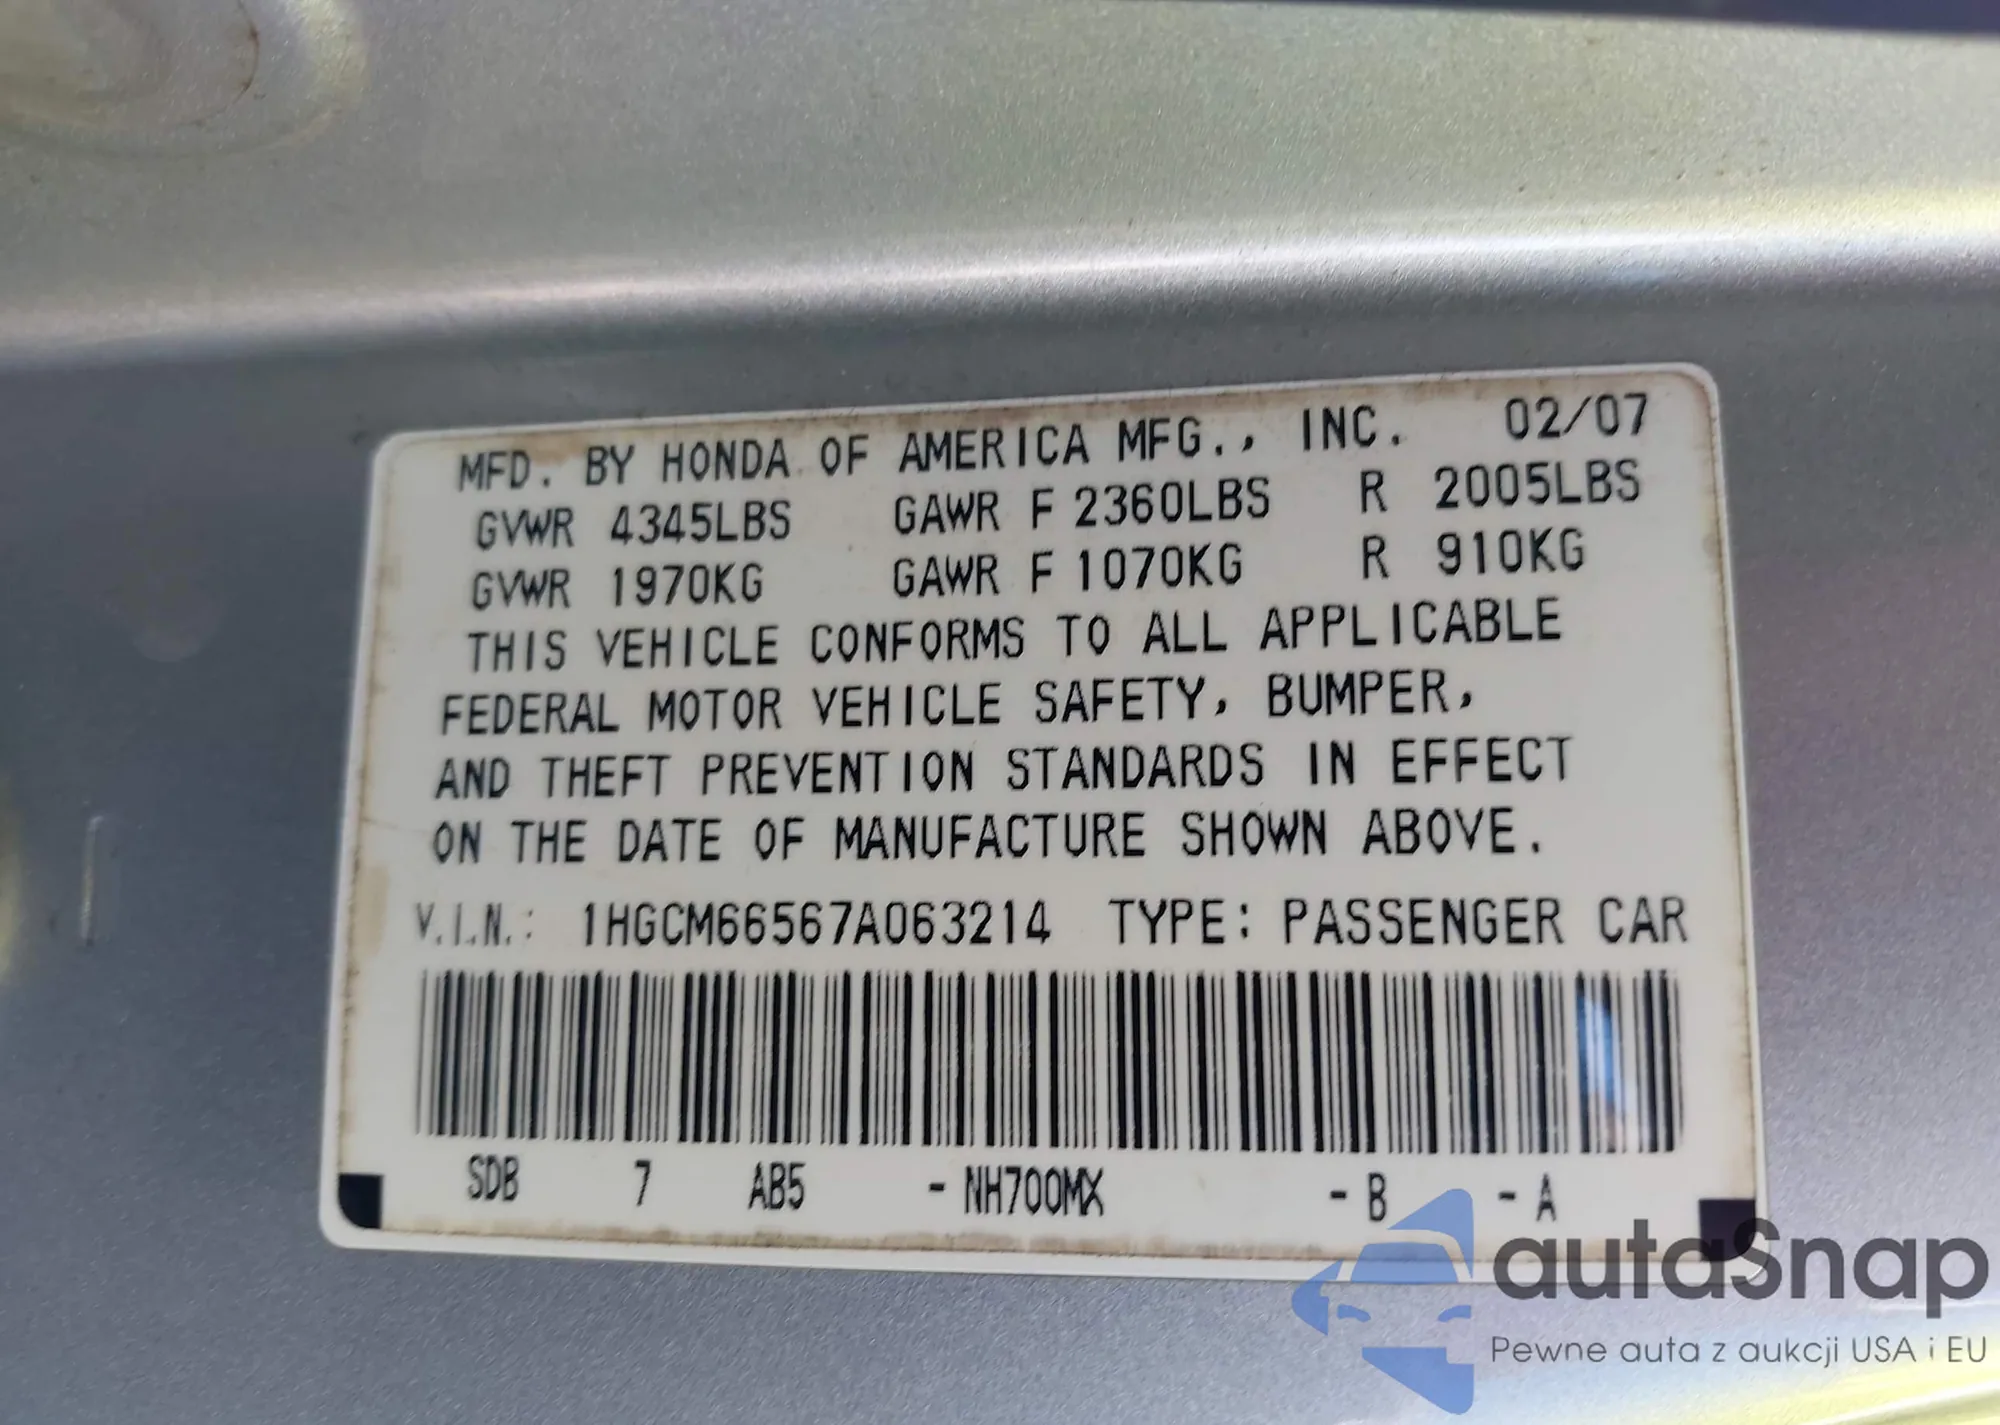 MFD. BY HONDA OF AMERICA MFG., INC. 02/07
GVWR 4345LBS GAWR F 2360LBS R 2005LBS
GVWR 1970KG GAWR F 1070KG R 910KG
THIS VEHICLE CONFORMS TO ALL APPLICABLE
FEDERAL MOTOR VEHICLE SAFETY, BUMPER,
AND THEFT PREVENTION STANDARDS IN EFFECT
ON THE DATE OF MANUFACTURE SHOWN ABOVE.
V.I.N.: 1HGCM66567A063214 TYPE: PASSENGER CAR
SDB 7 AB5 - NH700MX - B - A
autaSnap
Pewne auta z aukcji USA i EU